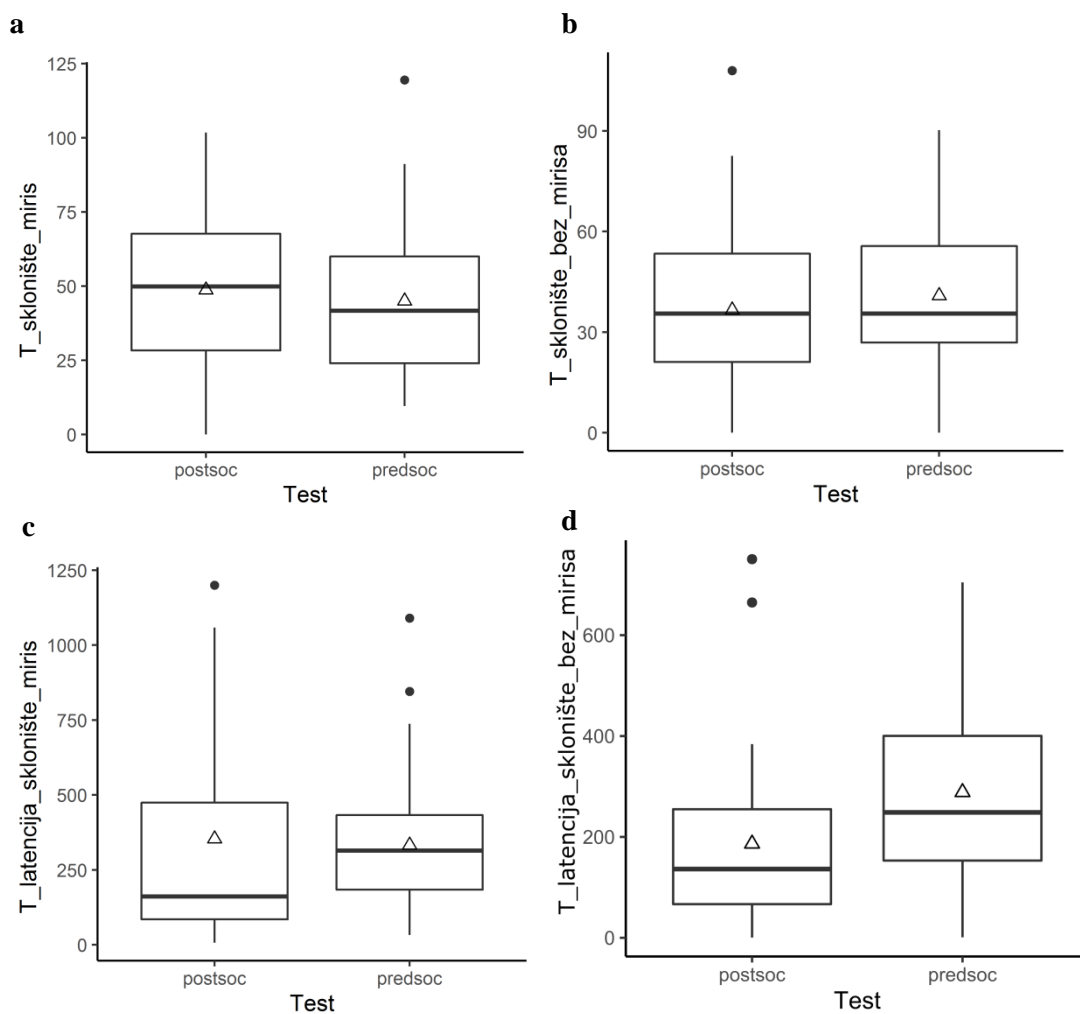 a
T_sklonište_miris
125
100
75
50
25
0
postsoc
predsoc
Test
b
T_sklonište_bez_mirisa
90
60
30
0
postsoc
predsoc
Test
c
T_latencija_sklonište_miris
1250
1000
750
500
250
0
postsoc
predsoc
Test
d
T_latencija_sklonište_bez_mirisa
600
400
200
0
postsoc
predsoc
Test